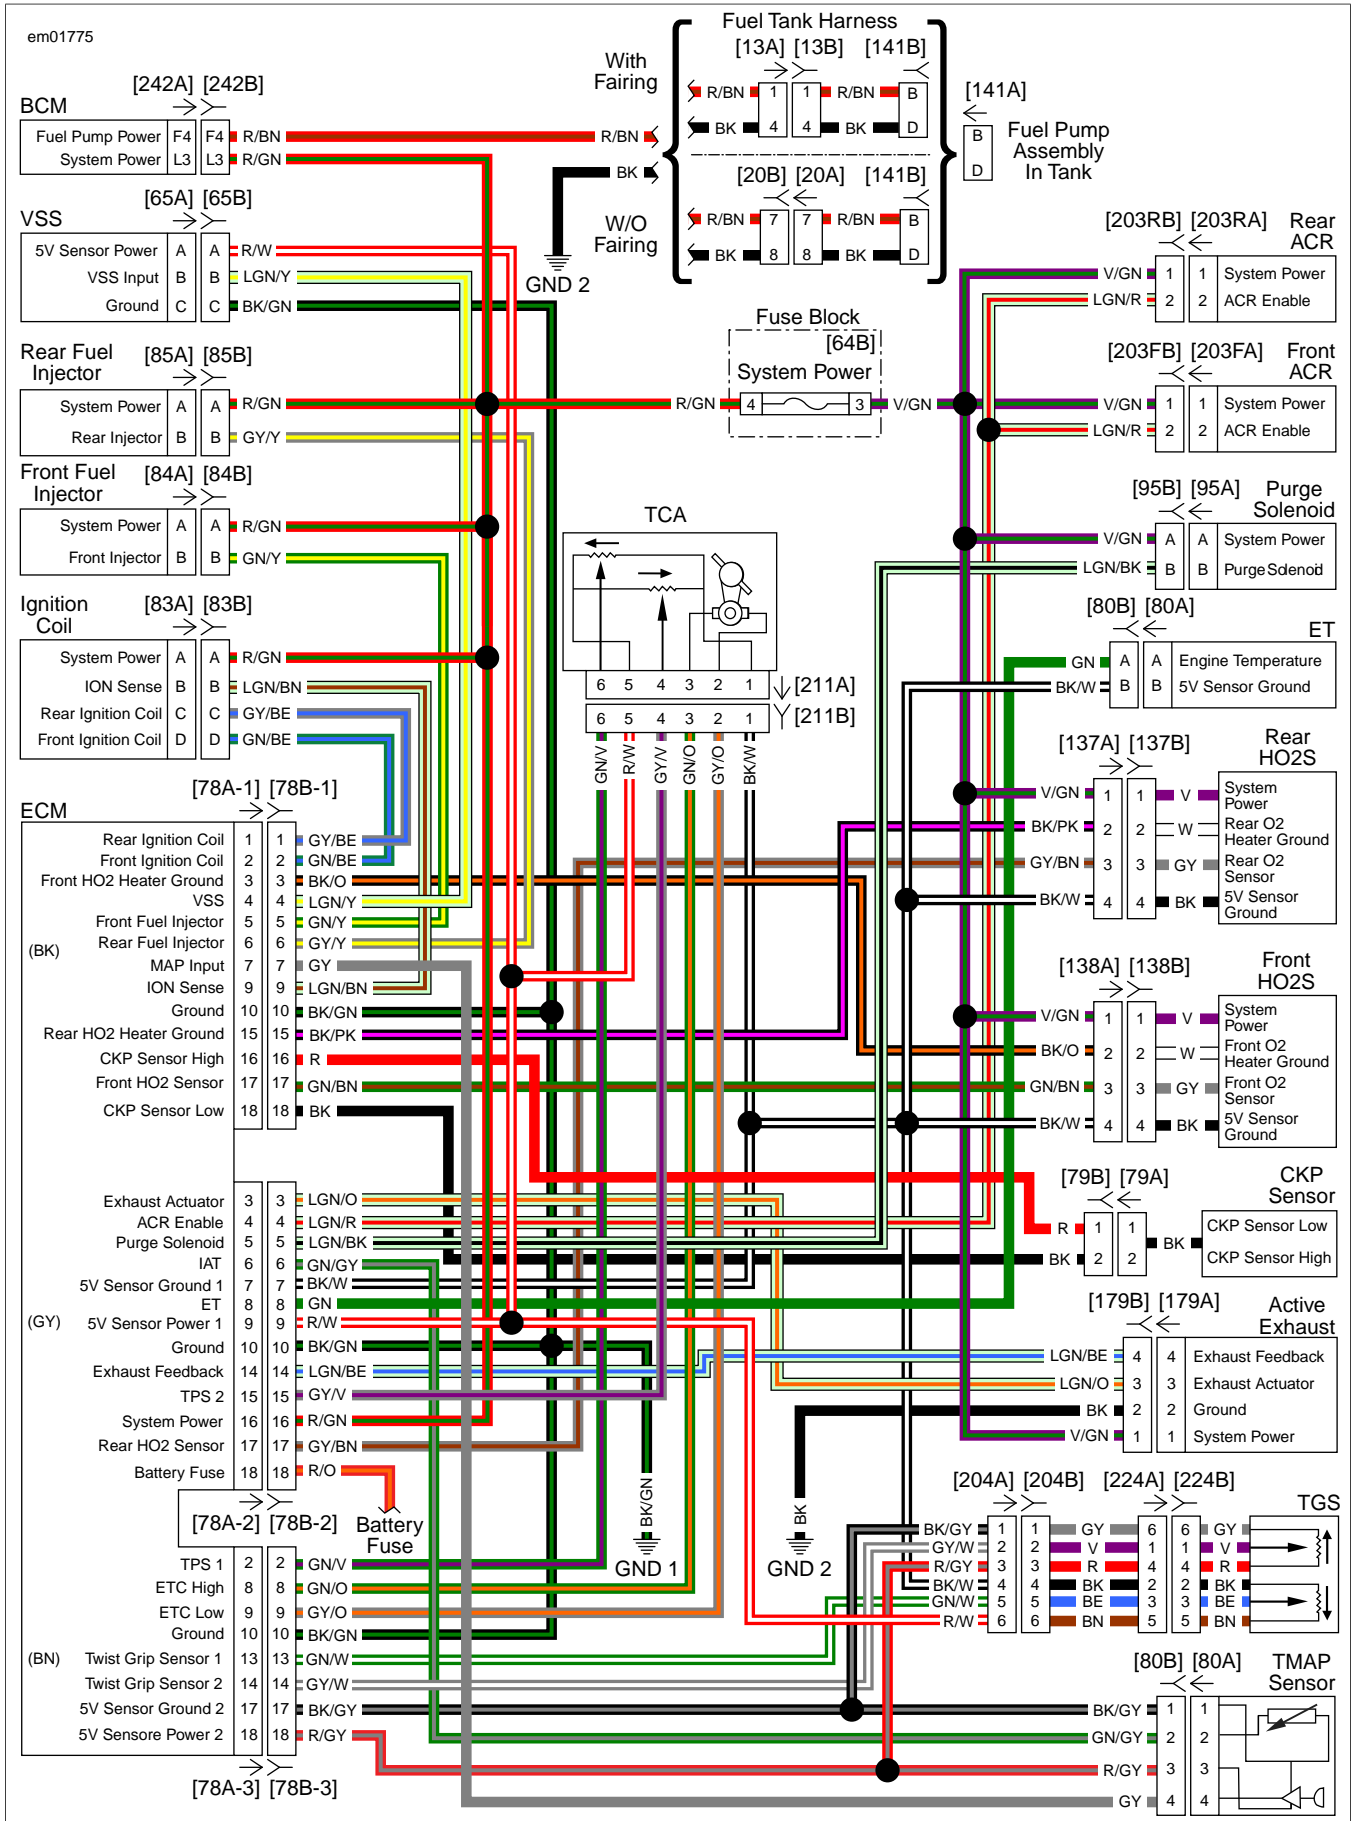 em01775
Fuel Tank Harness
[13A] [13B] [141B]
With
Fairing
R/BN 1 1 R/BN B
BK 4 4 BK D
[141A]
B
D
Fuel Pump
Assembly
In Tank
[20B] [20A] [141B]
W/O
Fairing
R/BN 7 7 R/BN B
BK 8 8 BK D
R/BN
BK
GND 2
[242A] [242B]
BCM
Fuel Pump Power F4 F4 R/BN
System Power L3 L3 R/GN
[65A] [65B]
VSS
5V Sensor Power A A R/W
VSS Input B B LGN/Y
Ground C C BK/GN
Rear Fuel
Injector
[85A] [85B]
System Power A A R/GN
Rear Injector B B GY/Y
Front Fuel
Injector
[84A] [84B]
System Power A A R/GN
Front Injector B B GN/Y
Ignition
Coil
[83A] [83B]
System Power A A R/GN
ION Sense B B LGN/BN
Rear Ignition Coil C C GY/BE
Front Ignition Coil D D GN/BE
Fuse Block
[64B]
System Power
R/GN 4 3 V/GN
TCA
6 5 4 3 2 1 [211A]
6 5 4 3 2 1 [211B]
GN/V R/W GY/V GN/O GY/O BK/W
[203RB] [203RA] Rear
ACR
V/GN 1 1 System Power
LGN/R 2 2 ACR Enable
[203FB] [203FA] Front
ACR
V/GN 1 1 System Power
LGN/R 2 2 ACR Enable
[95B] [95A] Purge
Solenoid
V/GN A A System Power
LGN/BK B B Purge Solenoid
[80B] [80A]
ET
GN A A Engine Temperature
BK/W B B 5V Sensor Ground
[137A] [137B] Rear
HO2S
V/GN 1 1 V System
Power
BK/PK 2 2 W Rear O2
Heater Ground
GY/BN 3 3 GY Rear O2
Sensor
BK/W 4 4 BK 5V Sensor
Ground
[138A] [138B] Front
HO2S
V/GN 1 1 V System
Power
BK/O 2 2 W Front O2
Heater Ground
GN/BN 3 3 GY Front O2
Sensor
BK/W 4 4 BK 5V Sensor
Ground
[79B] [79A] CKP
Sensor
R 1 1 CKP Sensor Low
BK
BK 2 2 CKP Sensor High
[179B] [179A] Active
Exhaust
LGN/BE 4 4 Exhaust Feedback
LGN/O 3 3 Exhaust Actuator
BK 2 2 Ground
V/GN 1 1 System Power
ECM
[78A-1] [78B-1]
(BK)
Rear Ignition Coil 1 1 GY/BE
Front Ignition Coil 2 2 GN/BE
Front HO2 Heater Ground 3 3 BK/O
VSS 4 4 LGN/Y
Front Fuel Injector 5 5 GN/Y
Rear Fuel Injector 6 6 GY/Y
MAP Input 7 7 GY
ION Sense 9 9 LGN/BN
Ground 10 10 BK/GN
Rear HO2 Heater Ground 15 15 BK/PK
CKP Sensor High 16 16 R
Front HO2 Sensor 17 17 GN/BN
CKP Sensor Low 18 18 BK
(GY)
Exhaust Actuator 3 3 LGN/O
ACR Enable 4 4 LGN/R
Purge Solenoid 5 5 LGN/BK
IAT 6 6 GN/GY
5V Sensor Ground 1 7 7 BK/W
ET 8 8 GN
5V Sensor Power 1 9 9 R/W
Ground 10 10 BK/GN
Exhaust Feedback 14 14 LGN/BE
TPS 2 15 15 GY/V
System Power 16 16 R/GN
Rear HO2 Sensor 17 17 GY/BN
Battery Fuse 18 18 R/O
[78A-2] [78B-2]
Battery
Fuse
BK/GN
GND 1
BK
GND 2
(BN)
TPS 1 2 2 GN/V
ETC High 8 8 GN/O
ETC Low 9 9 GY/O
Ground 10 10 BK/GN
Twist Grip Sensor 1 13 13 GN/W
Twist Grip Sensor 2 14 14 GY/W
5V Sensor Ground 2 17 17 BK/GY
5V Sensore Power 2 18 18 R/GY
[78A-3] [78B-3]
[204A] [204B] [224A] [224B]
TGS
BK/GY 1 1 GY 6 6 GY
GY/W 2 2 V 1 1 V
R/GY 3 3 R 4 4 R
BK/W 4 4 BK 2 2 BK
GN/W 5 5 BE 3 3 BE
R/W 6 6 BN 5 5 BN
[80B] [80A] TMAP
Sensor
BK/GY 1 1
GN/GY 2 2
R/GY 3 3
GY 4 4